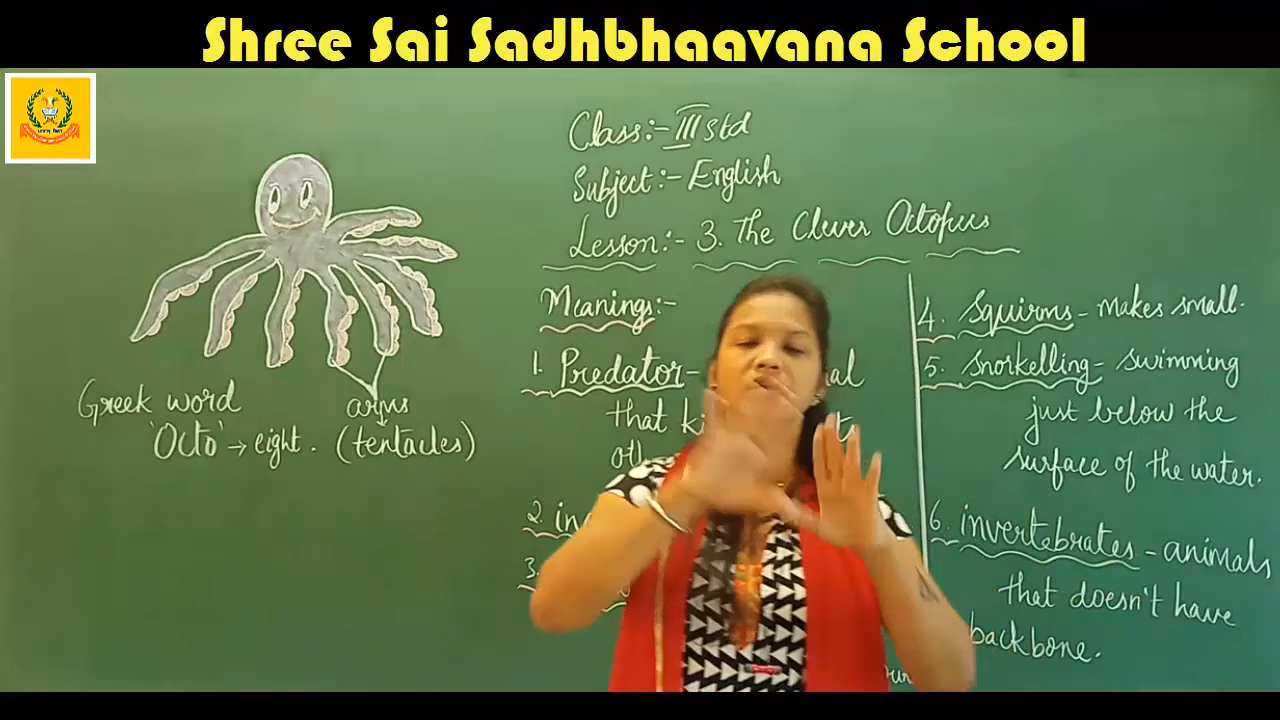 Shree Sai Sadhbhaavana School
Class:- III std
Subject:- English
Lesson:- 3. The Clever Octopus
Meanings:-
1. Predator-
that
2.
3.
4. Squirms - makes small-
5. Snorkelling - swimming
just below the
surface of the water.
6. invertebrates - animals
that doesn't have
backbone.
Greek word
'Octo' → eight.
arms
(tentacles)